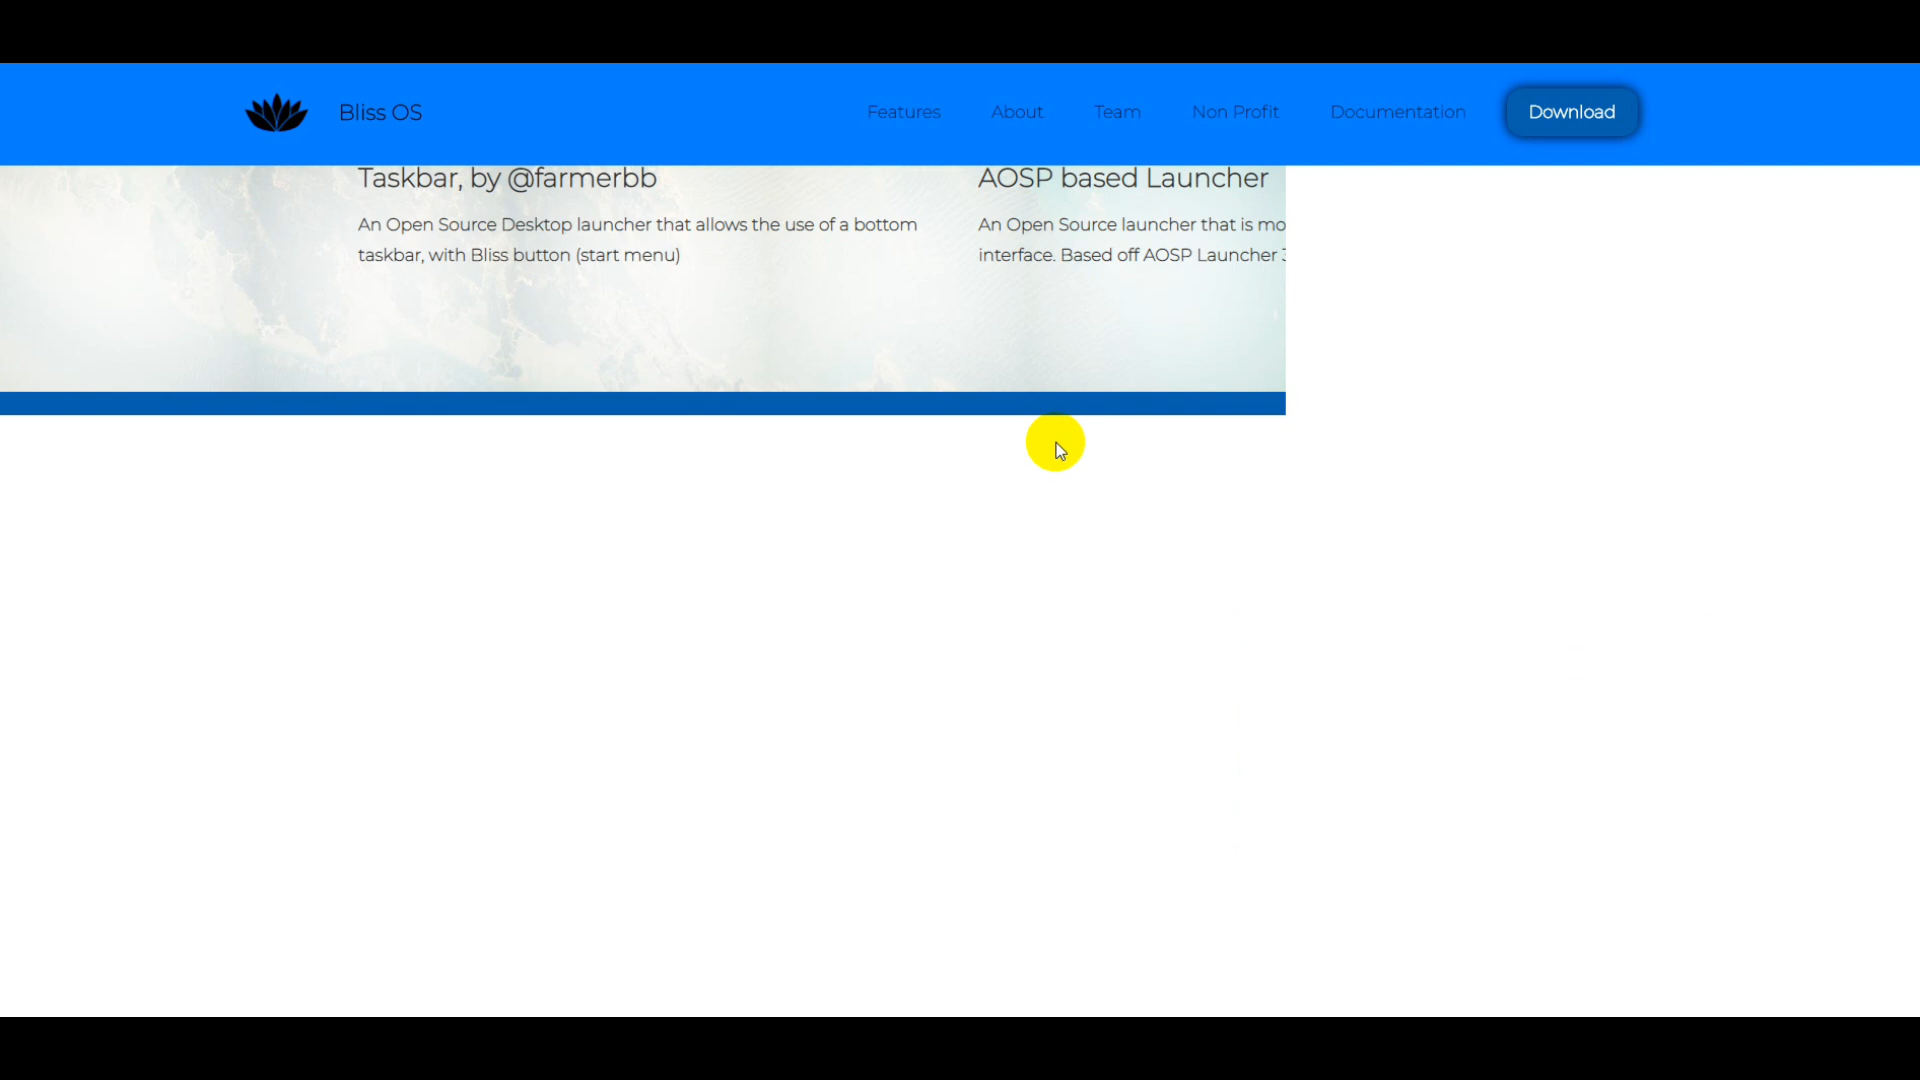 Bliss OS
Features
About
Team
Non Profit
Documentation
Download
Taskbar, by @farmerbb
An Open Source Desktop launcher that allows the use of a bottom
taskbar, with Bliss button (start menu)
AOSP based Launcher
An Open Source launcher that is
interface. Based off AOSP Launcher